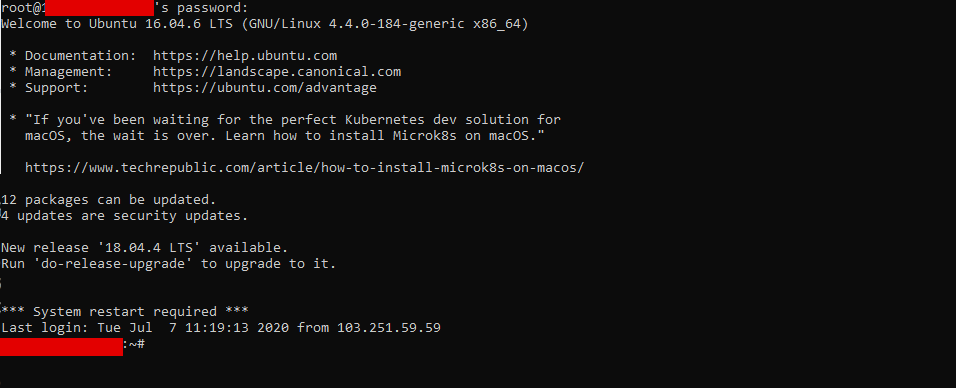 root@1 's password:
Welcome to Ubuntu 16.04.6 LTS (GNU/Linux 4.4.0-184-generic x86_64)
* Documentation:  https://help.ubuntu.com
* Management:     https://landscape.canonical.com
* Support:        https://ubuntu.com/advantage
* "If you've been waiting for the perfect Kubernetes dev solution for
macOS, the wait is over. Learn how to install Microk8s on macOS."
https://www.techrepublic.com/article/how-to-install-microk8s-on-macos/
12 packages can be updated.
4 updates are security updates.
New release '18.04.4 LTS' available.
Run 'do-release-upgrade' to upgrade to it.
*** System restart required ***
Last login: Tue Jul  7 11:19:13 2020 from 103.251.59.59
:~#